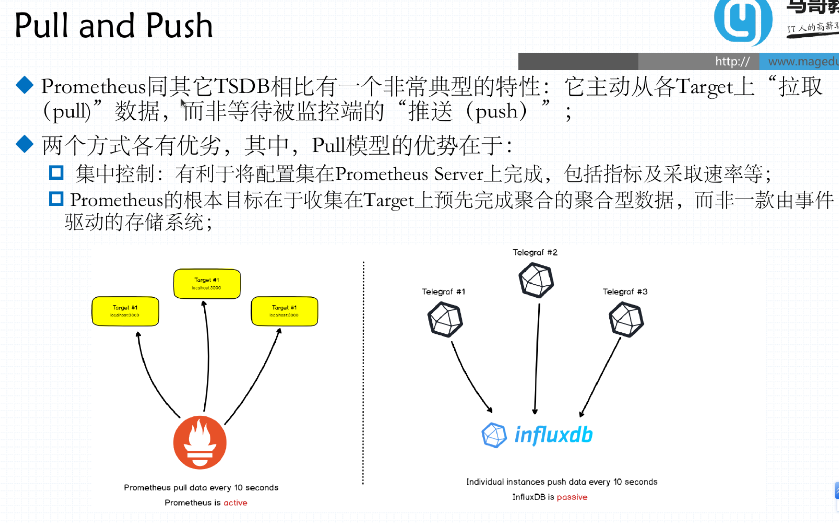 Pull and Push
http://
www.magedu
Prometheus同其它TSDB相比有一个非常典型的特性：它主动从各Target上“拉取
（pull)”数据，而非等待被监控端的“推送（push）”；
两个方式各有优劣，其中，Pull模型的优势在于：
集中控制：有利于将配置集在Prometheus Server上完成，包括指标及采取速率等；
Prometheus的根本目标在于收集在Target上预先完成聚合的聚合型数据，而非一款由事件
驱动的存储系统；
Target #1
localhost:3000
Target #1
Target #1
Telegraf #2
Telegraf #1
Telegraf #3
influxdb
Prometheus pull data every 10 seconds
Prometheus is active
Individual instances push data every 10 seconds
InfluxDB is passive